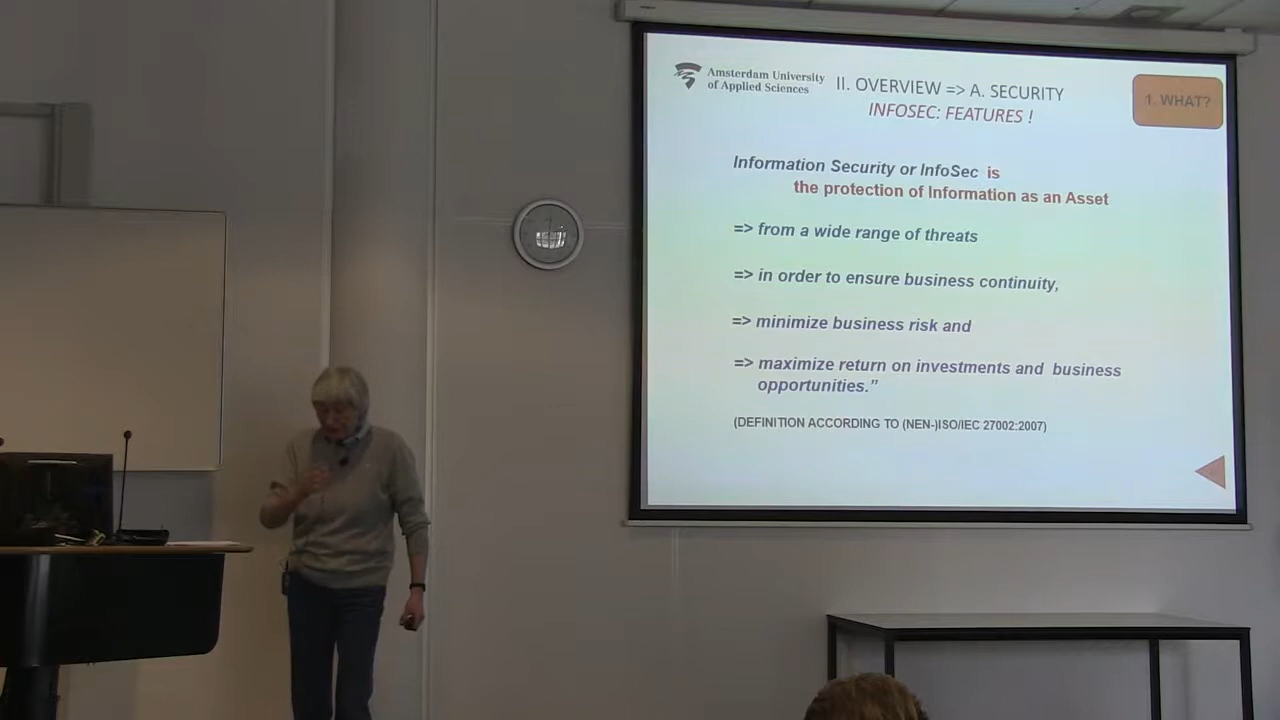 Amsterdam University
of Applied Sciences
II. OVERVIEW => A. SECURITY
INFOSEC: FEATURES !
1. WHAT?
Information Security or InfoSec is
the protection of Information as an Asset
=> from a wide range of threats
=> in order to ensure business continuity,
=> minimize business risk and
=> maximize return on investments and business
opportunities.”
(DEFINITION ACCORDING TO (NEN-)ISO/IEC 27002:2007)